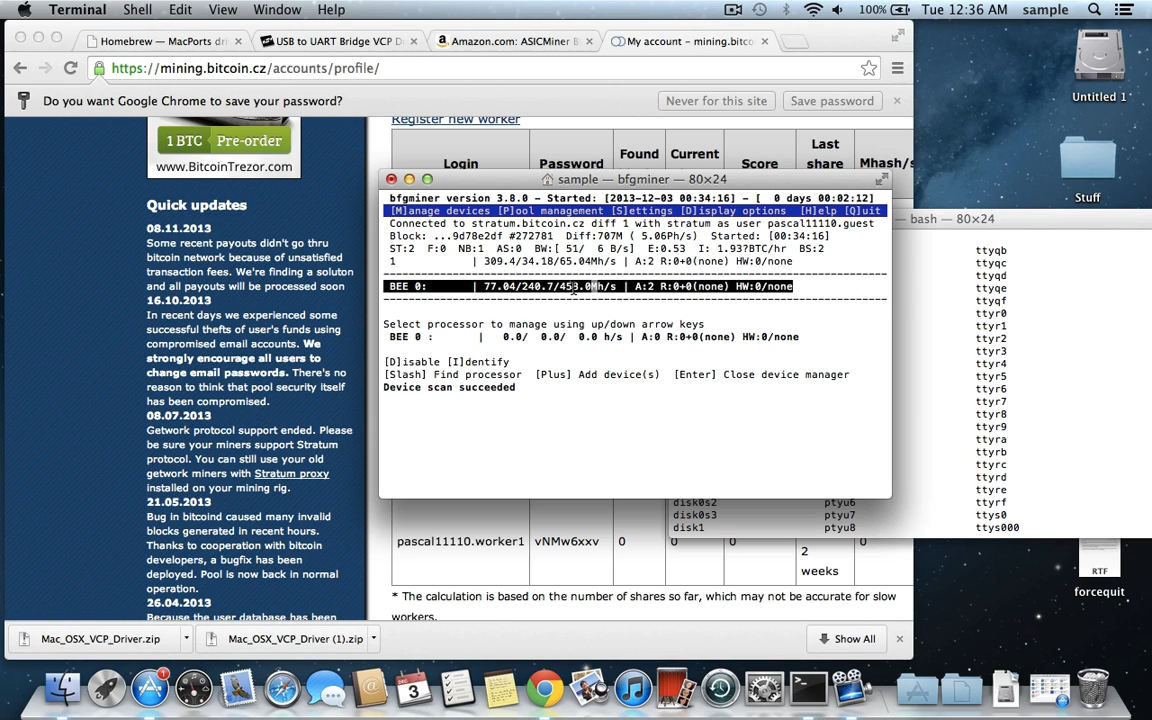 Terminal Shell Edit View Window Help 100% Tue 12:36 AM sample
Homebrew — MacPorts dri
USB to UART Bridge VCP D
Amazon.com: ASICMiner B
My account - mining.bitco
https://mining.bitcoin.cz/accounts/profile/
Do you want Google Chrome to save your password? Never for this site Save password
Untitled 1
Stuff
1 BTC Pre-order
www.BitcoinTrezor.com
Quick updates
08.11.2013
Some recent payouts didn't go thru
bitcoin network because of unsatisfied
transaction fees. We're finding a soluton
and all payouts will be processed soon
16.10.2013
In recent days we experienced some
successful thefts of user's funds using
compromised email accounts. We
strongly encourage all users to
change email passwords. There's no
reason to think that pool security itself
has been compromised.
08.07.2013
Getwork protocol support ended. Please
be sure your miners support Stratum
protocol. You can still use your old
getwork miners with Stratum proxy
installed on your mining rig.
21.05.2013
Bug in bitcoind caused many invalid
blocks generated in recent hours.
Thanks to cooperation with bitcoin
developers, a bugfix has been
deployed. Pool is now back in normal
operation.
26.04.2013
Because the user database has been
Register new worker
Login Password Found Current Score Last share Mhash/s
sample — bfgminer — 80×24
bfgminer version 3.8.0 - Started: [2013-12-03 00:34:16] - [  0 days 00:02:12]
[M]anage devices [P]ool management [S]ettings [D]isplay options  [H]elp [Q]uit
Connected to stratum.bitcoin.cz diff 1 with stratum as user pascal11110.guest
Block: ...9d78e2df #272781  Diff:707M ( 5.06Ph/s)  Started: [00:34:16]
ST:2  F:0  NB:1  AS:0  BW:[ 51/  6 B/s]  E:0.53  I: 1.93?BTC/hr  BS:2
1            | 309.4/34.18/65.04Mh/s | A:2 R:0+0(none) HW:0/none
BEE 0:       | 77.04/240.7/453.0Mh/s | A:2 R:0+0(none) HW:0/none
Select processor to manage using up/down arrow keys
BEE 0 :       |   0.0/  0.0/  0.0 h/s | A:0 R:0+0(none) HW:0/none
[D]isable [I]dentify
[Slash] Find processor  [Plus] Add device(s)  [Enter] Close device manager
Device scan succeeded
bash — 80×24
ttyqb
ttyqc
ttyqd
ttyqe
ttyqf
ttyr0
ttyr1
ttyr2
ttyr3
ttyr4
ttyr5
ttyr6
ttyr7
ttyr8
ttyr9
ttyra
ttyrb
ttyrc
ttyrd
ttyre
disk0s2 ptyu6 ttyrf
disk0s3 ptyu7 ttys0
disk1 ptyu8 ttys000
pascal11110.worker1 vNMw6xxv 0 0 0 2 weeks 0
* The calculation is based on the number of shares so far, which may not be accurate for slow
workers.
RTF
forcequit
Mac_OSX_VCP_Driver.zip
Mac_OSX_VCP_Driver (1).zip
Show All
1
DEC
3